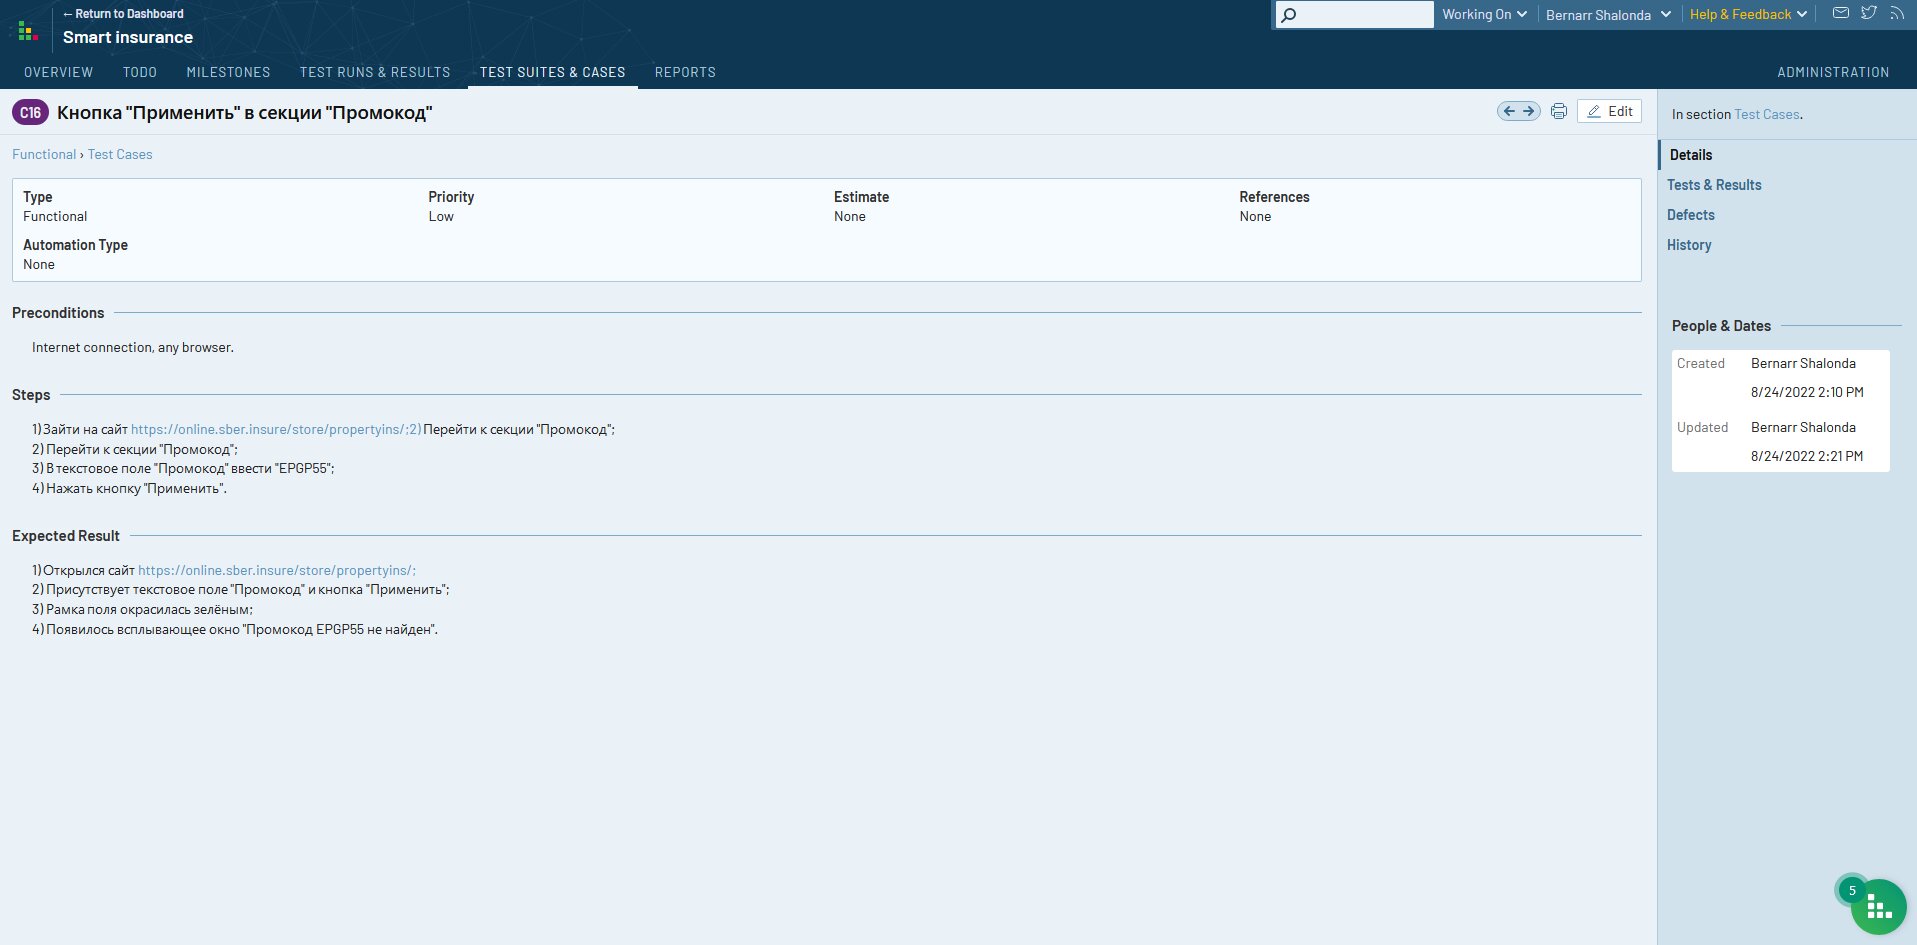 ← Return to Dashboard
Smart insurance
Working On
Bernarr Shalonda
Help & Feedback
OVERVIEW TODO MILESTONES TEST RUNS & RESULTS TEST SUITES & CASES REPORTS ADMINISTRATION
C16 Кнопка "Применить" в секции "Промокод"
Edit
Functional › Test Cases
Type Priority Estimate References
Functional Low None None
Automation Type
None
Preconditions
Internet connection, any browser.
Steps
1) Зайти на сайт https://online.sber.insure/store/propertyins/;2) Перейти к секции "Промокод";
2) Перейти к секции "Промокод";
3) В текстовое поле "Промокод" ввести "EPGP55";
4) Нажать кнопку "Применить".
Expected Result
1) Открылся сайт https://online.sber.insure/store/propertyins/;
2) Присутствует текстовое поле "Промокод" и кнопка "Применить";
3) Рамка поля окрасилась зелёным;
4) Появилось всплывающее окно "Промокод EPGP55 не найден".
In section Test Cases.
Details
Tests & Results
Defects
History
People & Dates
Created Bernarr Shalonda
8/24/2022 2:10 PM
Updated Bernarr Shalonda
8/24/2022 2:21 PM
5